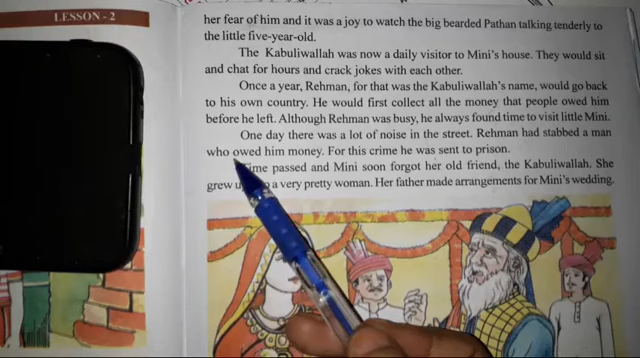 LESSON - 2
her fear of him and it was a joy to watch the big bearded Pathan talking tenderly to
the little five-year-old.
The Kabuliwallah was now a daily visitor to Mini's house. They would sit
and chat for hours and crack jokes with each other.
Once a year, Rehman, for that was the Kabuliwallah's name, would go back
to his own country. He would first collect all the money that people owed him
before he left. Although Rehman was busy, he always found time to visit little Mini.
One day there was a lot of noise in the street. Rehman had stabbed a man
who owed him money. For this crime he was sent to prison.
passed and Mini soon forgot her old friend, the Kabuliwallah. She
grew a very pretty woman. Her father made arrangements for Mini's wedding.